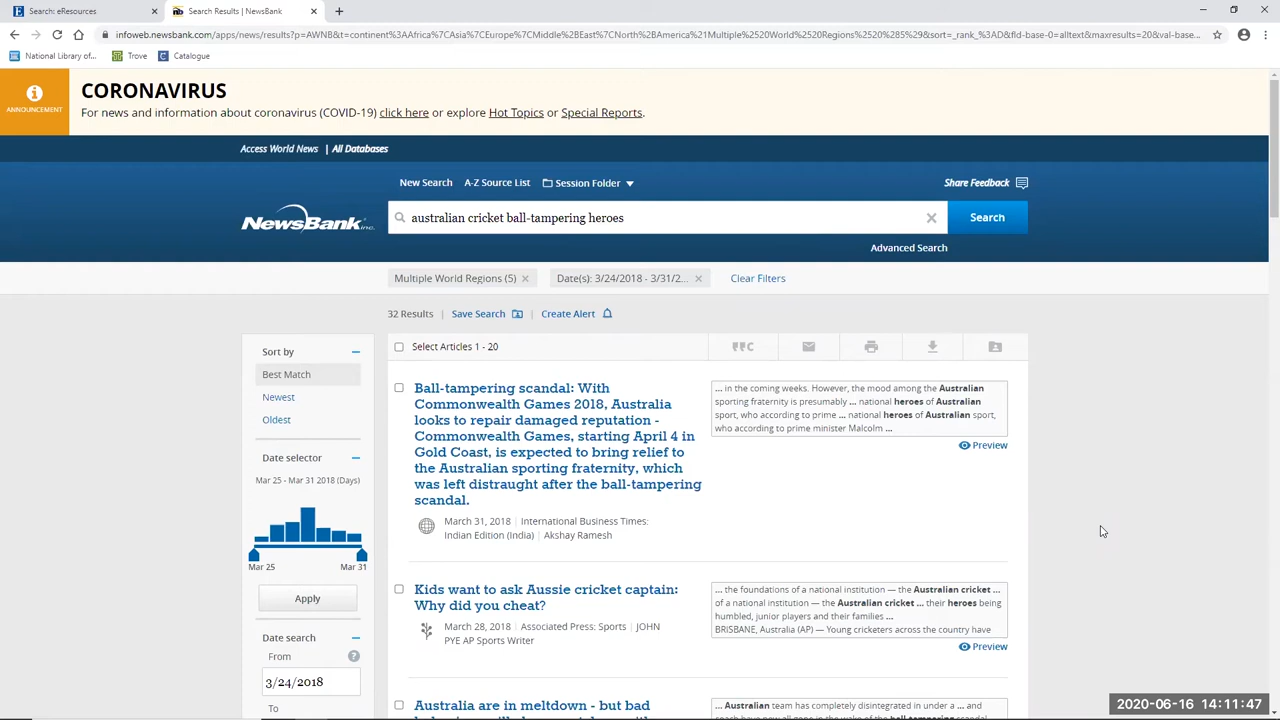 Search: eResources
Search Results | NewsBank
infoweb.newsbank.com/apps/news/results?p=AWNB&t=continent%3AAfrica%7CAsia%7CEurope%7CMiddle%2BEast%7CNorth%2BAmerica%21Multiple%2520World%2520Regions%2520%285%29&sort=_rank_%3AD&fld-base-0=alltext&maxresults=20&val-base...
National Library of...
Trove
Catalogue
ANNOUNCEMENT
CORONAVIRUS
For news and information about coronavirus (COVID-19) click here or explore Hot Topics or Special Reports.
Access World News | All Databases
New Search A-Z Source List Session Folder Share Feedback
NewsBank inc.
australian cricket ball-tampering heroes
Search
Advanced Search
Multiple World Regions (5) Date(s): 3/24/2018 - 3/31/2... Clear Filters
32 Results | Save Search | Create Alert
Sort by
Best Match
Newest
Oldest
Date selector
Mar 25 - Mar 31 2018 (Days)
Mar 25 Mar 31
Apply
Date search
From
3/24/2018
To
Select Articles 1 - 20
Ball-tampering scandal: With
Commonwealth Games 2018, Australia
looks to repair damaged reputation -
Commonwealth Games, starting April 4 in
Gold Coast, is expected to bring relief to
the Australian sporting fraternity, which
was left distraught after the ball-tampering
scandal.
March 31, 2018 | International Business Times:
Indian Edition (India) | Akshay Ramesh
... in the coming weeks. However, the mood among the Australian
sporting fraternity is presumably ... national heroes of Australian
sport, who according to prime ... national heroes of Australian sport,
who according to prime minister Malcolm ...
Preview
Kids want to ask Aussie cricket captain:
Why did you cheat?
March 28, 2018 | Associated Press: Sports | JOHN
PYE AP Sports Writer
... the foundations of a national institution — the Australian cricket ...
of a national institution — the Australian cricket ... their heroes being
humbled, junior players and their families ...
BRISBANE, Australia (AP) — Young cricketers across the country have
Preview
Australia are in meltdown - but bad
... Australian team has completely disintegrated in under a ... and
2020-06-16 14:11:47